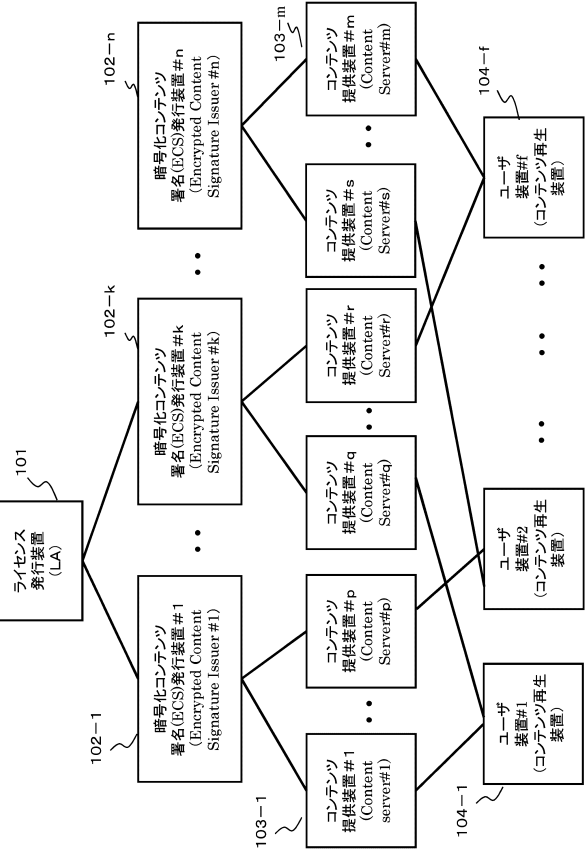 101
ライセンス
発行装置
(LA)
102-1
暗号化コンテンツ
署名(ECS)発行装置#1
(Encrypted Content
Signature Issuer #1)
102-k
暗号化コンテンツ
署名(ECS)発行装置#k
(Encrypted Content
Signature Issuer #k)
102-n
暗号化コンテンツ
署名(ECS)発行装置#n
(Encrypted Content
Signature Issuer #n)
103-1
コンテンツ
提供装置#1
(Content
server#1)
コンテンツ
提供装置#p
(Content
Server#p)
コンテンツ
提供装置#q
(Content
Server#q)
コンテンツ
提供装置#r
(Content
Server#r)
コンテンツ
提供装置#s
(Content
Server#s)
103-m
コンテンツ
提供装置#m
(Content
Server#m)
104-1
ユーザ
装置#1
(コンテンツ再生
装置)
ユーザ
装置#2
(コンテンツ再生
装置)
104-f
ユーザ
装置#f
(コンテンツ再生
装置)